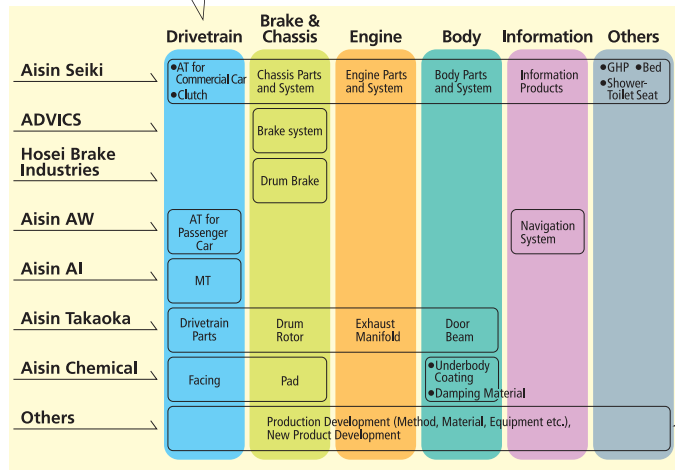 Drivetrain Brake & Chassis Engine Body Information Others
Aisin Seiki
●AT for
Commercial Car
●Clutch
Chassis Parts
and System
Engine Parts
and System
Body Parts
and System
Information
Products
●GHP ●Bed
●Shower-
Toilet Seat
ADVICS
Brake system
Hosei Brake
Industries
Drum Brake
Aisin AW
AT for
Passenger
Car
Navigation
System
Aisin AI
MT
Aisin Takaoka
Drivetrain
Parts
Drum
Rotor
Exhaust
Manifold
Door
Beam
Aisin Chemical
Facing
Pad
●Underbody
Coating
●Damping Material
Others
Production Development (Method, Material, Equipment etc.),
New Product Development